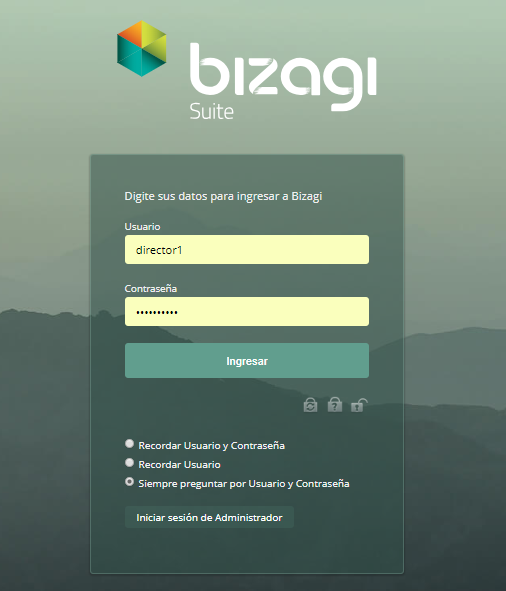 bizagi
Suite
Digite sus datos para ingresar a Bizagi
Usuario
director1
Contraseña
••••••••••
Ingresar
?
Recordar Usuario y Contraseña
Recordar Usuario
Siempre preguntar por Usuario y Contraseña
Iniciar sesión de Administrador